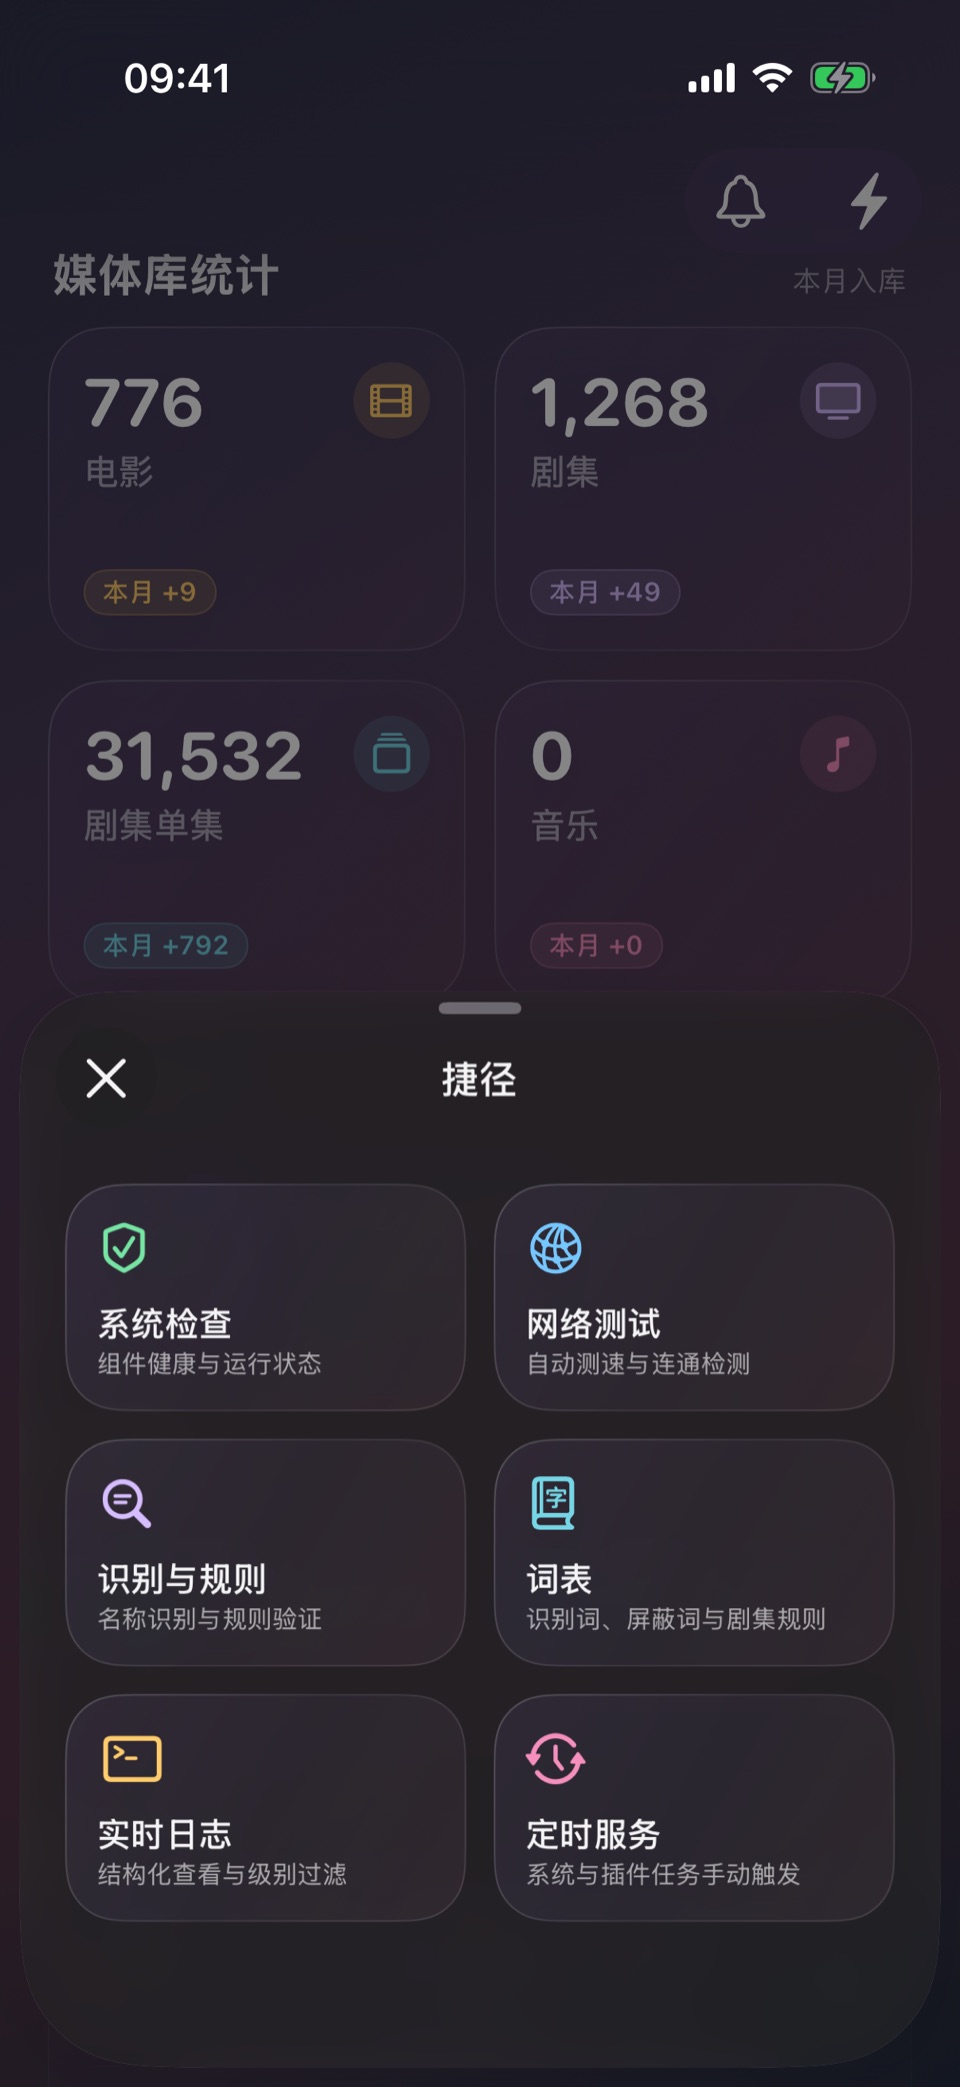 09:41
媒体库统计
本月入库
776
电影
本月 +9
1,268
剧集
本月 +49
31,532
剧集单集
本月 +792
0
音乐
本月 +0
捷径
系统检查
组件健康与运行状态
网络测试
自动测速与连通检测
识别与规则
名称识别与规则验证
字
词表
识别词、屏蔽词与剧集规则
实时日志
结构化查看与级别过滤
定时服务
系统与插件任务手动触发